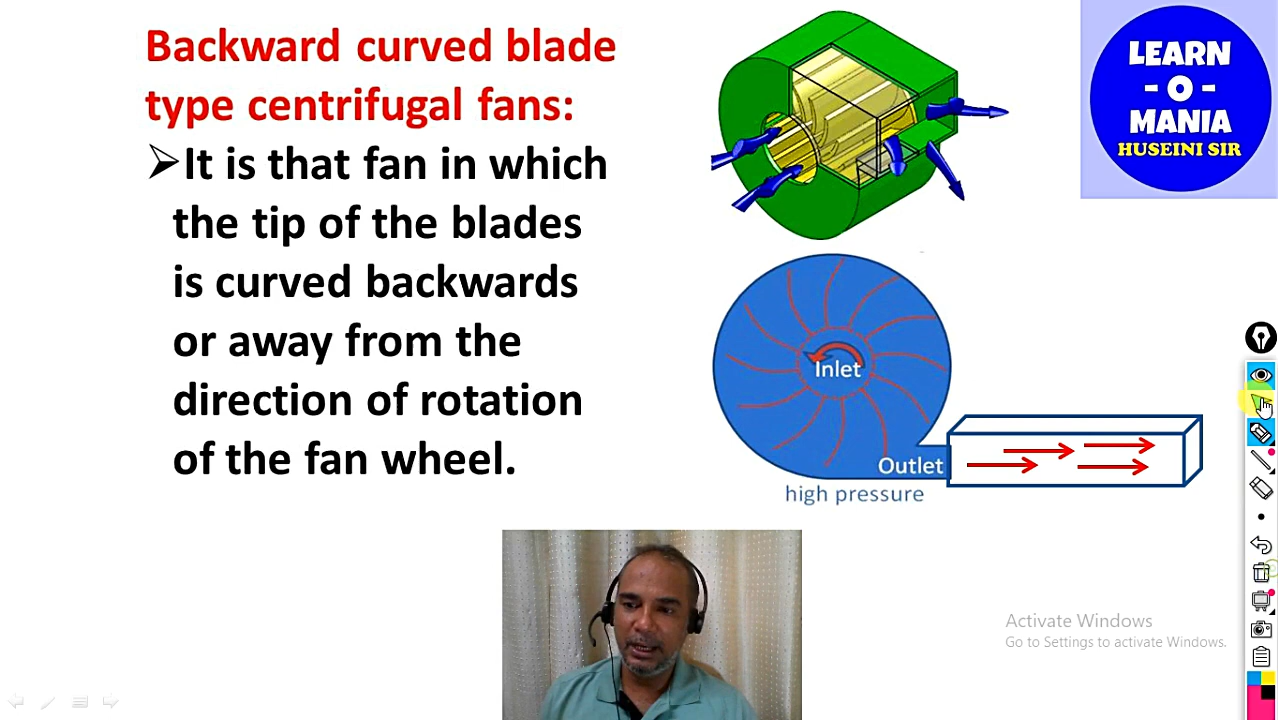 Backward curved blade
type centrifugal fans:
➢It is that fan in which
the tip of the blades
is curved backwards
or away from the
direction of rotation
of the fan wheel.
LEARN
- O -
MANIA
HUSEINI SIR
Inlet
Outlet
high pressure
Activate Windows
Go to Settings to activate Windows.